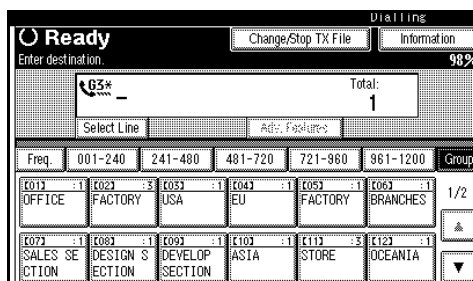 Dialling
Ready
Change/Stop TX File
Information
Enter destination.
98%
G3*
Total:
1
Select Line
Adv. Features
Freq.
001-240
241-480
481-720
721-960
961-1200
Group
[01] :1
OFFICE
[02] :3
FACTORY
[03] :1
USA
[04] :1
EU
[05] :1
FACTORY
[06] :1
BRANCHES
1/2
[07] :1
SALES SE
CTION
[08] :1
DESIGN S
ECTION
[09] :1
DEVELOP
SECTION
[10] :1
ASIA
[11] :3
STORE
[12] :1
OCEANIA